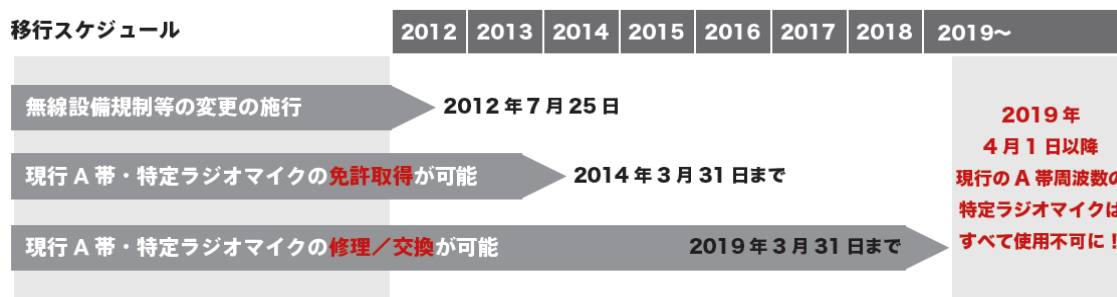 移行スケジュール
2012 2013 2014 2015 2016 2017 2018 2019〜
無線設備規制等の変更の施行
2012年7月25日
現行A帯・特定ラジオマイクの免許取得が可能
2014年3月31日まで
現行A帯・特定ラジオマイクの修理／交換が可能
2019年3月31日まで
2019年
4月1日以降
現行のA帯周波数の
特定ラジオマイクは
すべて使用不可に！